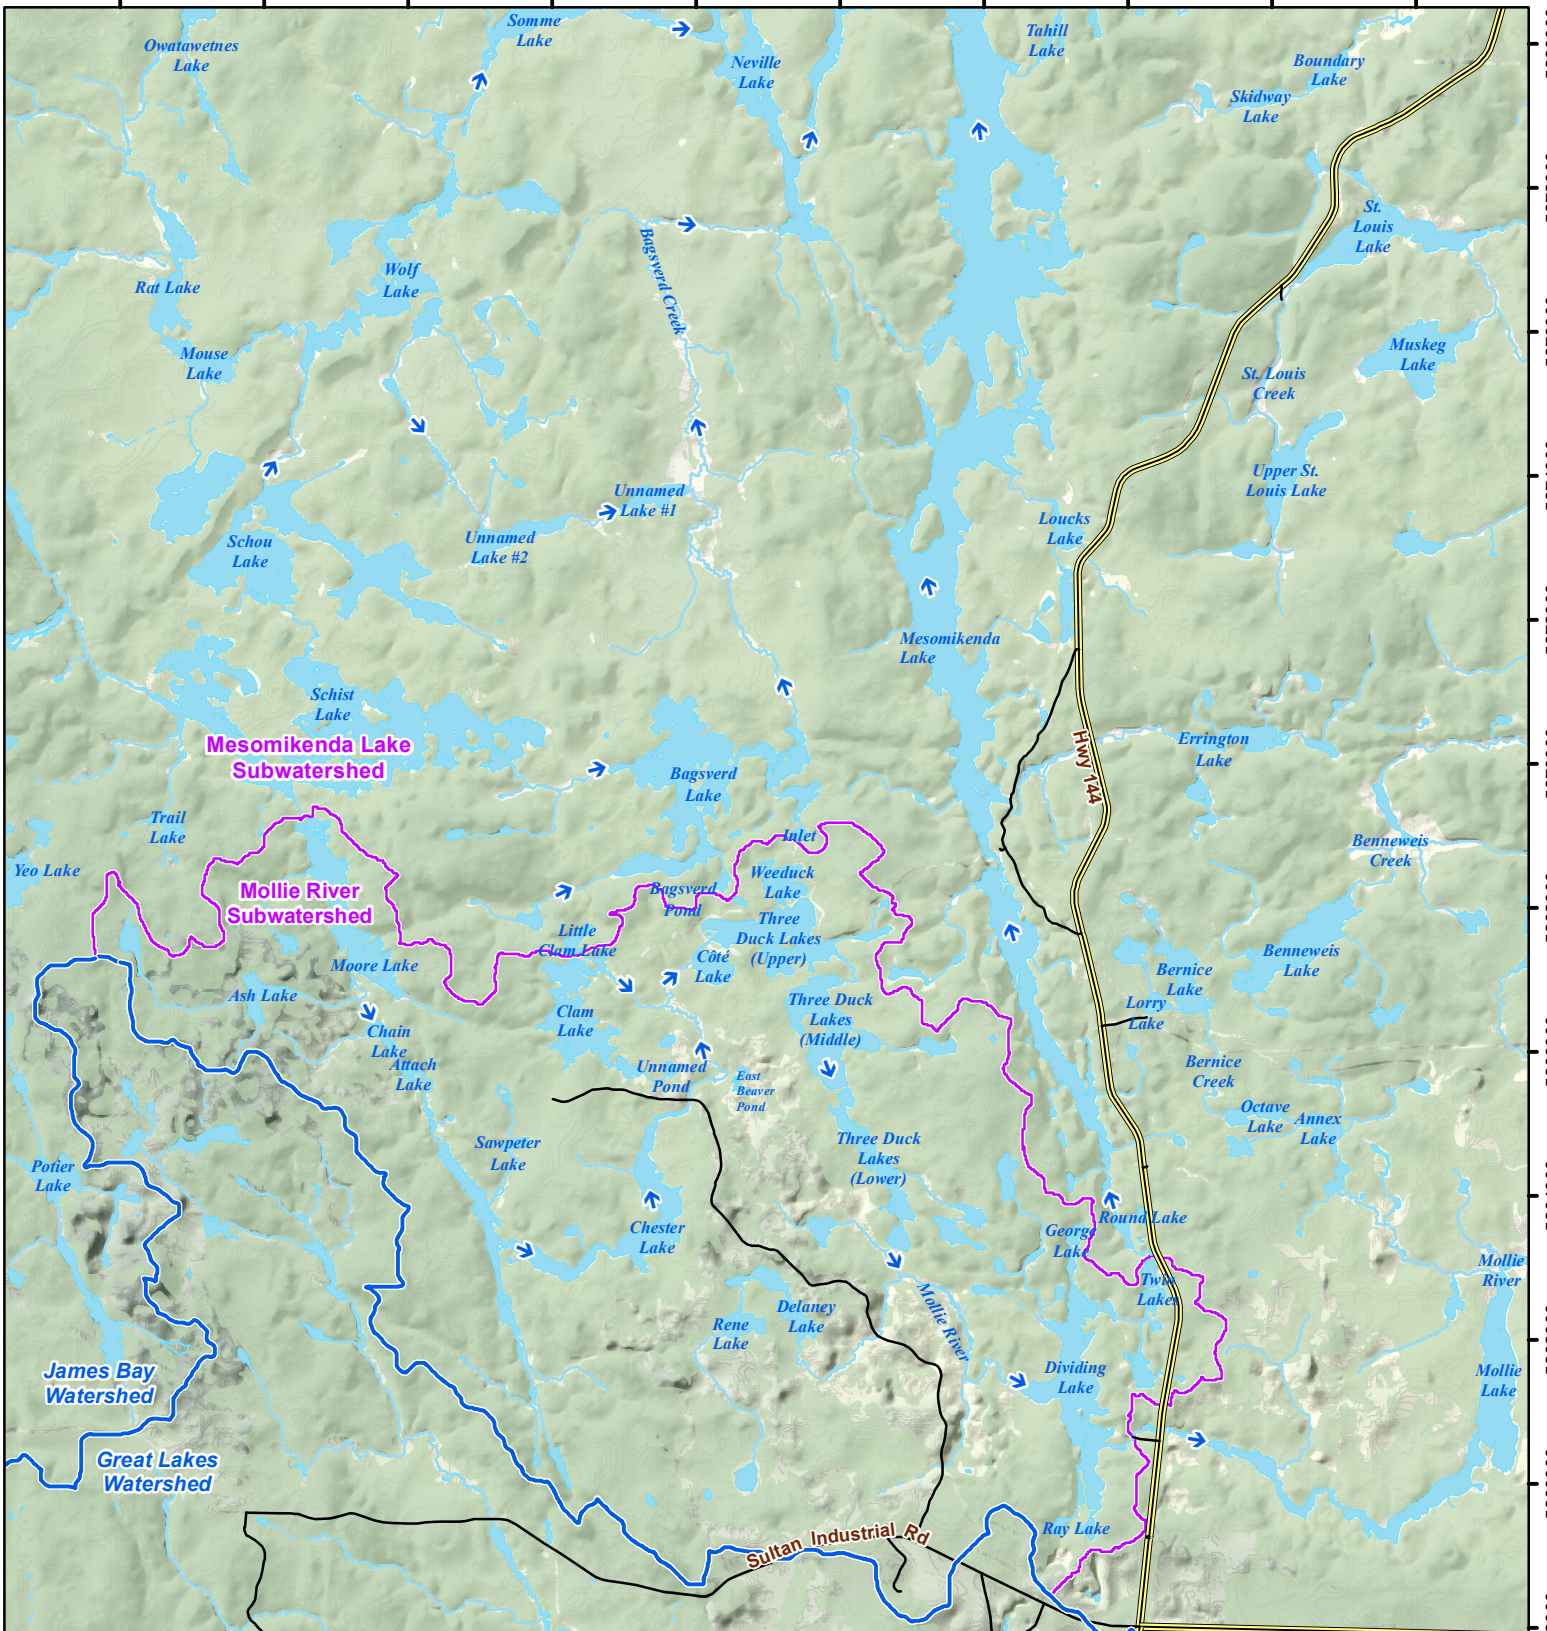 Somme
Lake
Owatawetnes
Lake
Neville
Lake
Tahill
Lake
Boundary
Lake
Skidway
Lake
St.
Louis
Lake
Bagsverd Creek
Wolf
Lake
Rat Lake
Mouse
Lake
Muskeg
Lake
St. Louis
Creek
Upper St.
Louis Lake
Unnamed
Lake #1
Unnamed
Lake #2
Schou
Lake
Loucks
Lake
Mesomikenda
Lake
Schist
Lake
Mesomikenda Lake
Subwatershed
Hwy 144
Errington
Lake
Bagsverd
Lake
Trail
Lake
Inlet
Benneweis
Creek
Yeo Lake
Weeduck
Lake
Mollie River
Subwatershed
Bagsverd
Pond
Three
Duck Lakes
(Upper)
Little
Clam Lake
Côté
Lake
Moore Lake
Benneweis
Lake
Bernice
Lake
Ash Lake
Lorry
Lake
Three Duck
Lakes
(Middle)
Clam
Lake
Chain
Lake
Attach
Lake
Unnamed
Pond
East
Beaver
Pond
Bernice
Creek
Octave
Lake
Annex
Lake
Sawpeter
Lake
Three Duck
Lakes
(Lower)
Potier
Lake
Chester
Lake
Round Lake
George
Lake
Mollie
River
Twin
Lakes
Delaney
Lake
Rene
Lake
Mollie River
Dividing
Lake
Mollie
Lake
James Bay
Watershed
Great Lakes
Watershed
Ray Lake
Sultan Industrial Rd